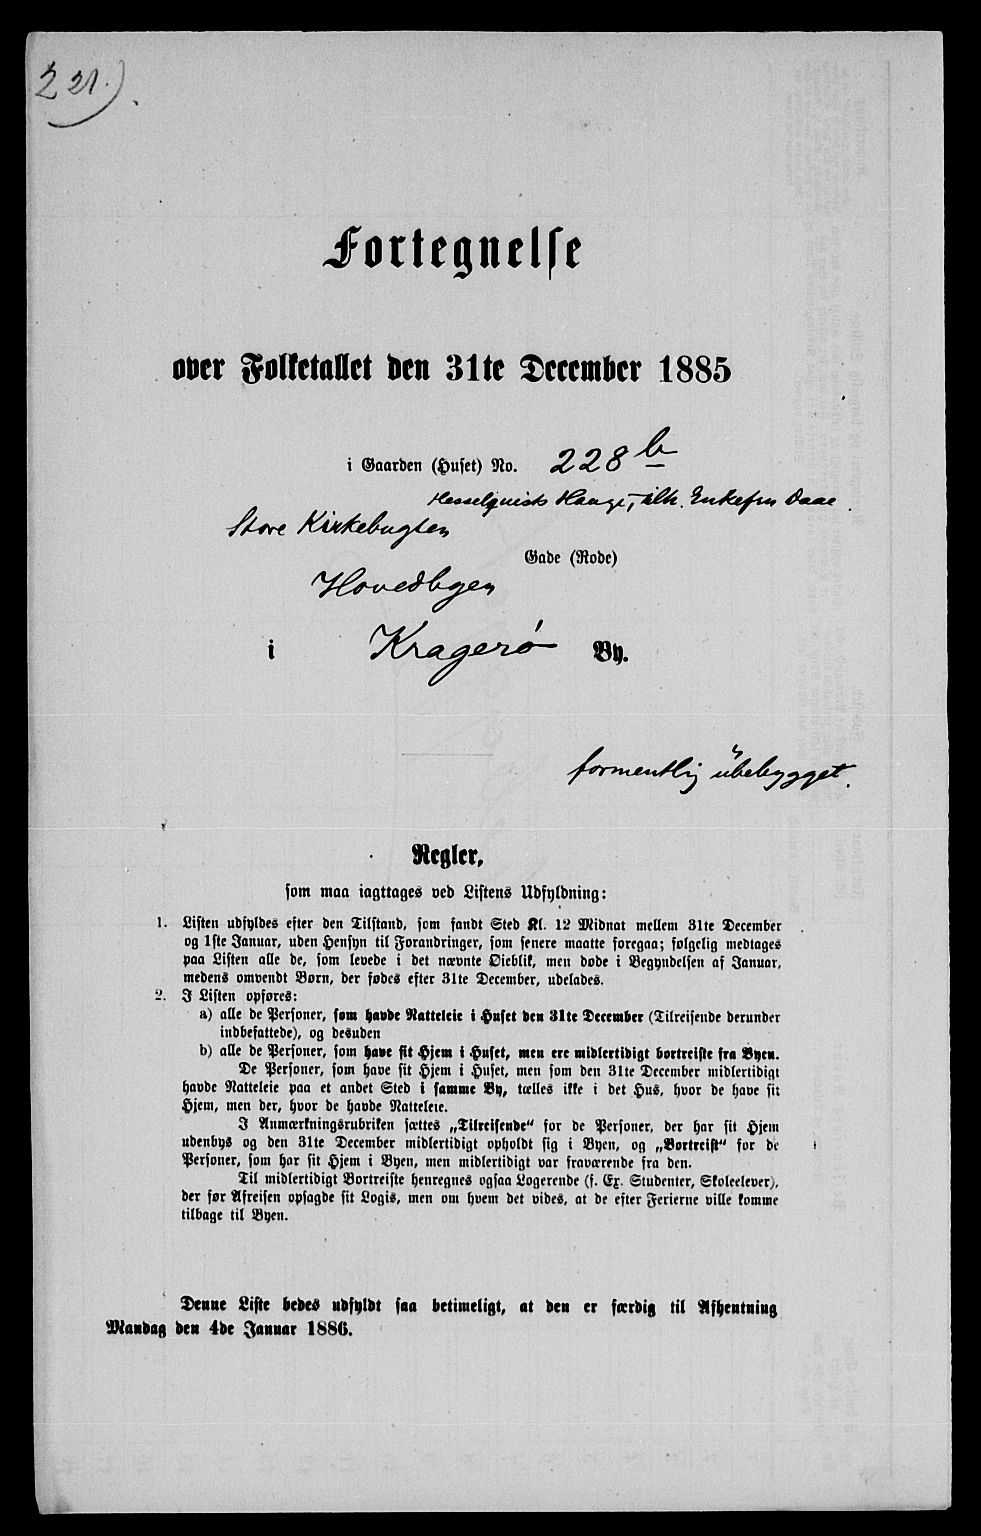 221.)
Fortegnelse
over Folketallet den 31te December 1885
i Gaarden (Huset) No. 228 b
Hesselquists Hauge, tilh. Enkefru Daae.
Store Kirkebugten
Gade (Rode)
Hovedbyen
i Kragerø By.
formentlig ubebygget.
Regler,
som maa iagttages ved Listens Udfyldning:
1. Listen udfyldes efter den Tilstand, som fandt Sted Kl. 12 Midnat mellem 31te December
og 1ste Januar, uden Hensyn til Forandringer, som senere maatte foregaa; følgelig medtages
paa Listen alle de, som levede i det nævnte Øieblik, men døde i Begyndelsen af Januar,
medens omvendt Børn, der fødes efter 31te December, udelades.
2. I Listen opføres:
a) alle de Personer, som havde Natteleie i Huset den 31te December (Tilreisende derunder
indbefattede), og desuden
b) alle de Personer, som have sit Hjem i Huset, men ere midlertidigt bortreiste fra Byen.
De Personer, som have sit Hjem i Huset, men som den 31te December midlertidigt
havde Natteleie paa et andet Sted i samme By, tælles ikke i det Hus, hvor de have sit
Hjem, men der, hvor de havde Natteleie.
I Anmærkningsrubriken sættes „Tilreisende“ for de Personer, der har sit Hjem
udenbys og den 31te December midlertidigt opholdt sig i Byen, og „Bortreist“ for de
Personer, som har sit Hjem i Byen, men midlertidigt var fraværende fra den.
Til midlertidigt Bortreiste henregnes ogsaa Logerende (f. Ex. Studenter, Skoleelever),
der før Afreisen opsagde sit Logis, men om hvem det vides, at de efter Ferierne ville komme
tilbage til Byen.
Denne Liste bedes udfyldt saa betimeligt, at den er færdig til Afhentning
Mandag den 4de Januar 1886.